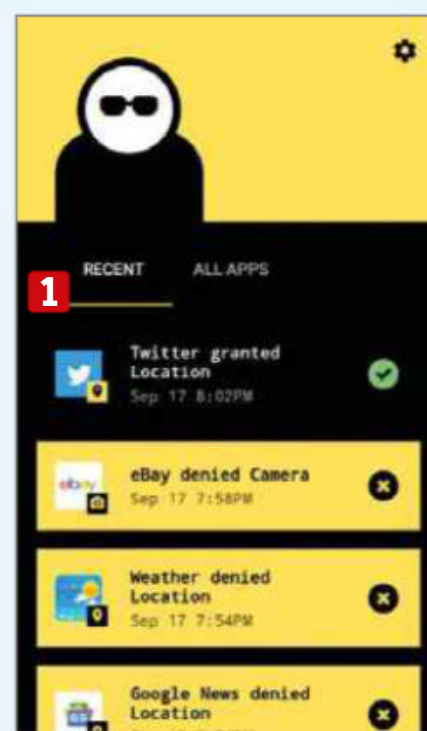 RECENT ALL APPS
1
Twitter granted
Location
Sep 17 8:02PM
ebay
eBay denied Camera
Sep 17 7:58PM
Weather denied
Location
Sep 17 7:54PM
Google News denied
Location